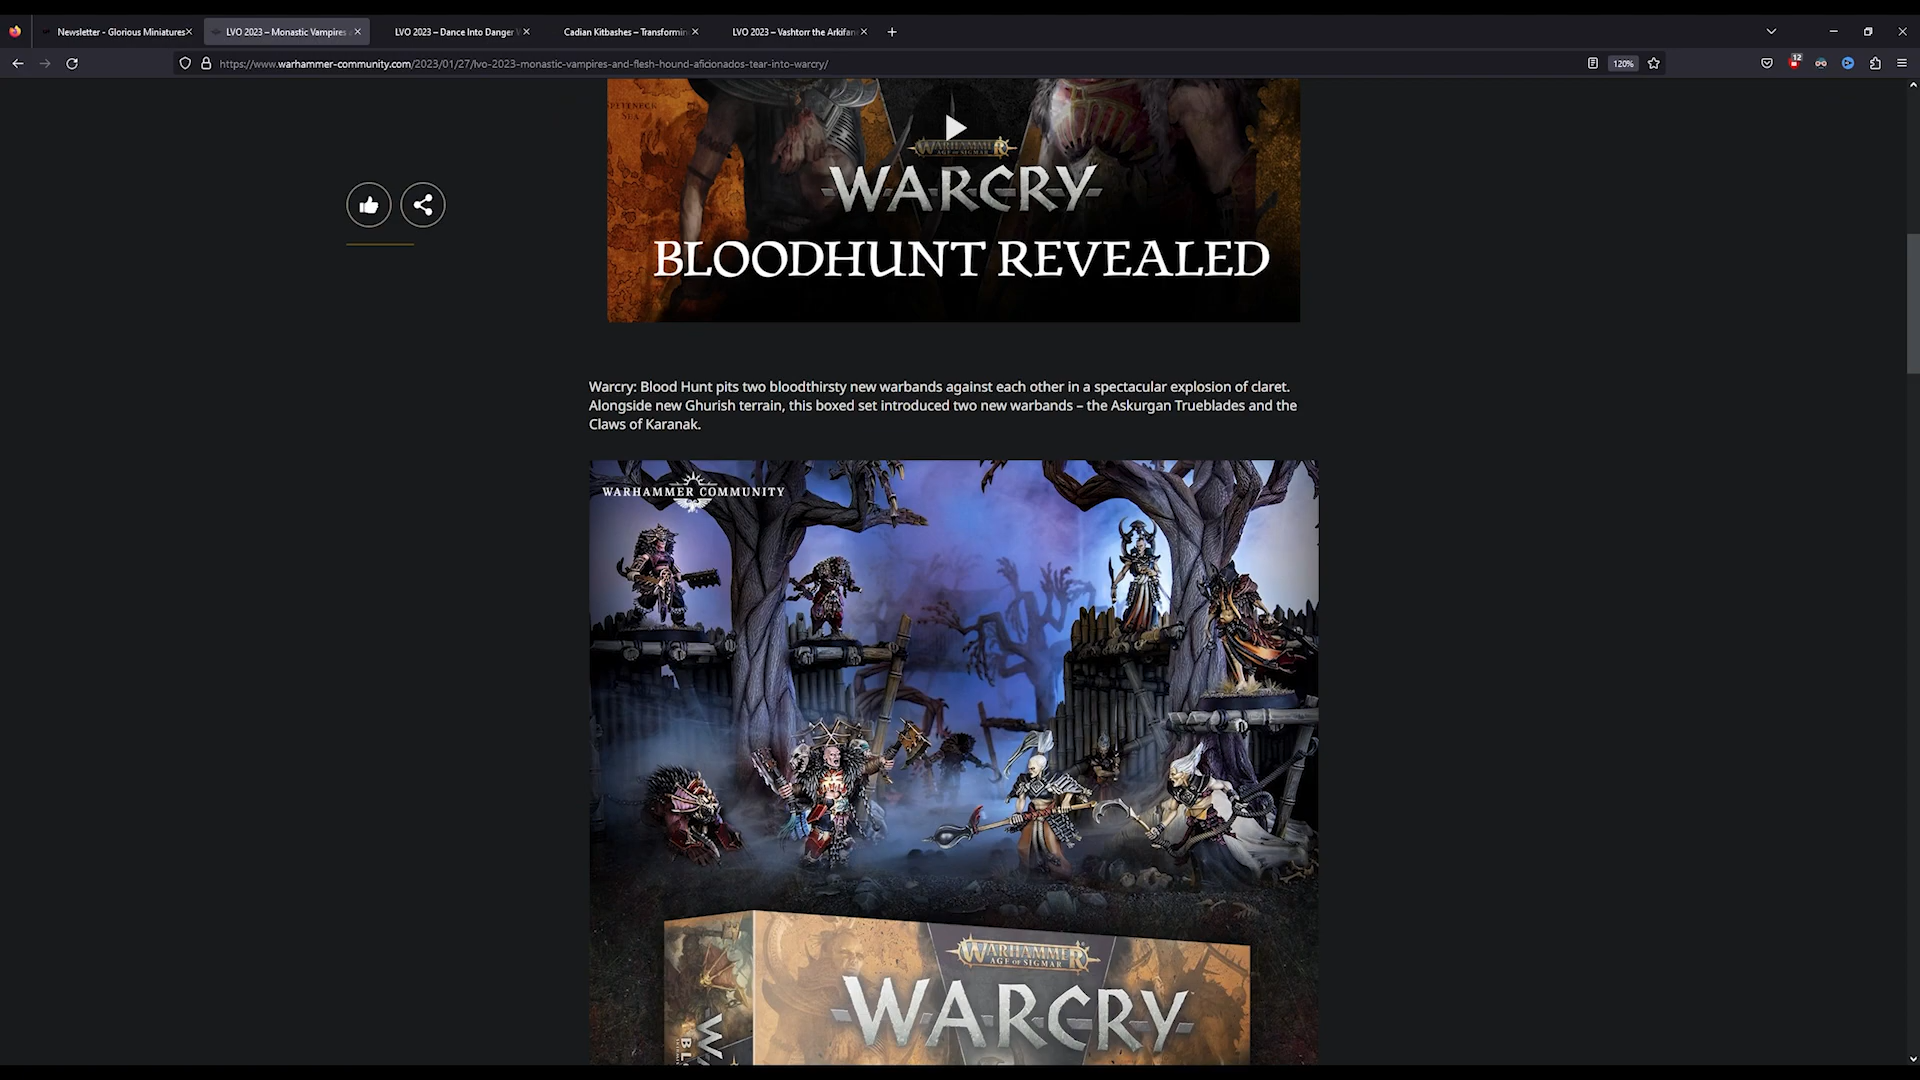 Newsletter - Glorious Miniatures
LVO 2023 – Monastic Vampires
LVO 2023 – Dance Into Danger
Cadian Kitbashes – Transformin
LVO 2023 – Vashtorr the Arkifan
https://www.warhammer-community.com/2023/01/27/lvo-2023-monastic-vampires-and-flesh-hound-aficionados-tear-into-warcry/
120%
12
SPITENECK
SEA
WARHAMMER
AGE OF SIGMAR
WARCRY
BLOODHUNT REVEALED
Warcry: Blood Hunt pits two bloodthirsty new warbands against each other in a spectacular explosion of claret.
Alongside new Ghurish terrain, this boxed set introduced two new warbands – the Askurgan Trueblades and the
Claws of Karanak.
WARHAMMER COMMUNITY
WARHAMMER
AGE OF SIGMAR
WARCRY